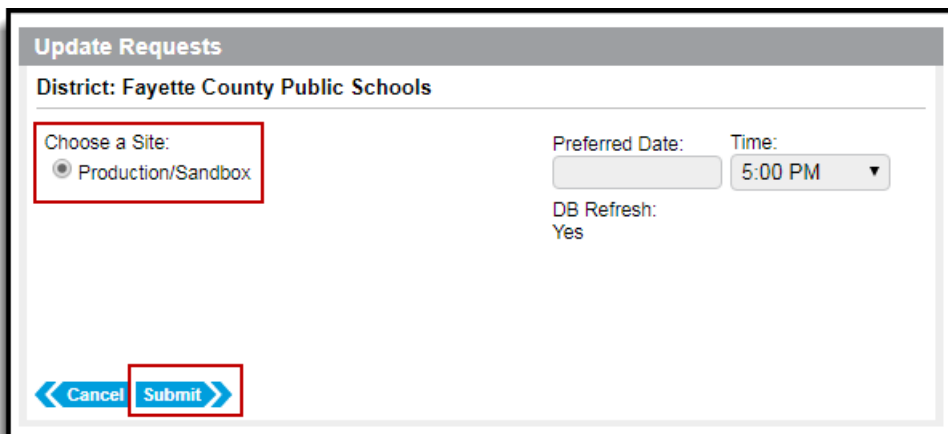 Update Requests
District: Fayette County Public Schools
Choose a Site:
Production/Sandbox
Preferred Date:
Time:
5:00 PM
DB Refresh:
Yes
Cancel
Submit